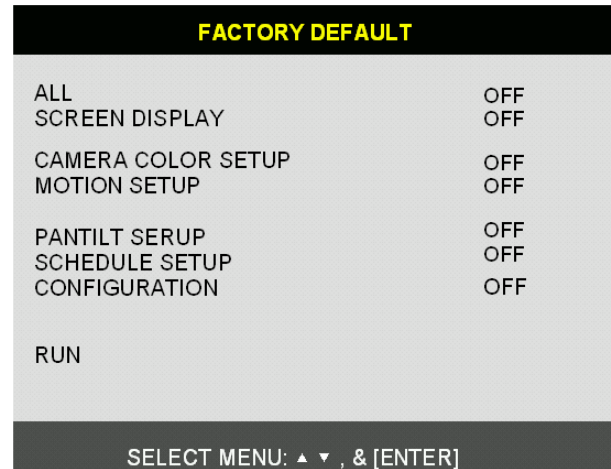 FACTORY DEFAULT
ALL OFF
SCREEN DISPLAY OFF
CAMERA COLOR SETUP OFF
MOTION SETUP OFF
PANTILT SERUP OFF
SCHEDULE SETUP OFF
CONFIGURATION OFF
RUN
SELECT MENU: ▲ ▼ , & [ENTER]